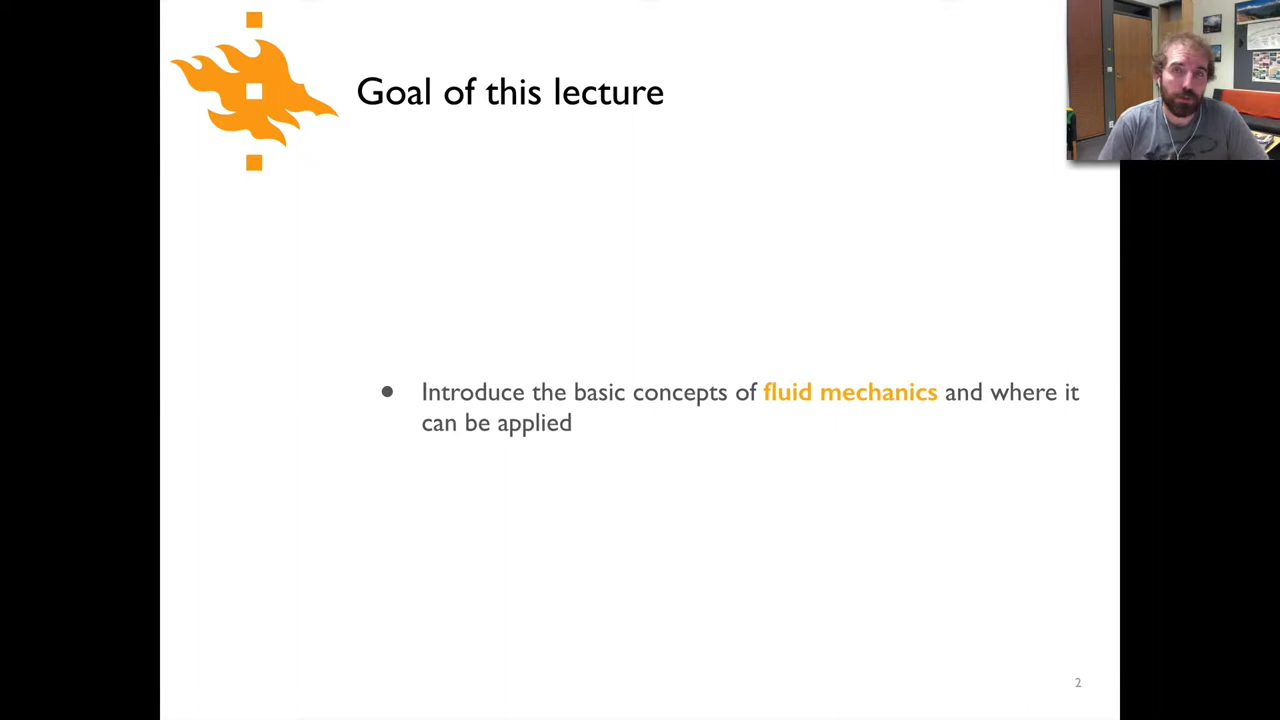 Goal of this lecture
● Introduce the basic concepts of fluid mechanics and where it
can be applied
2